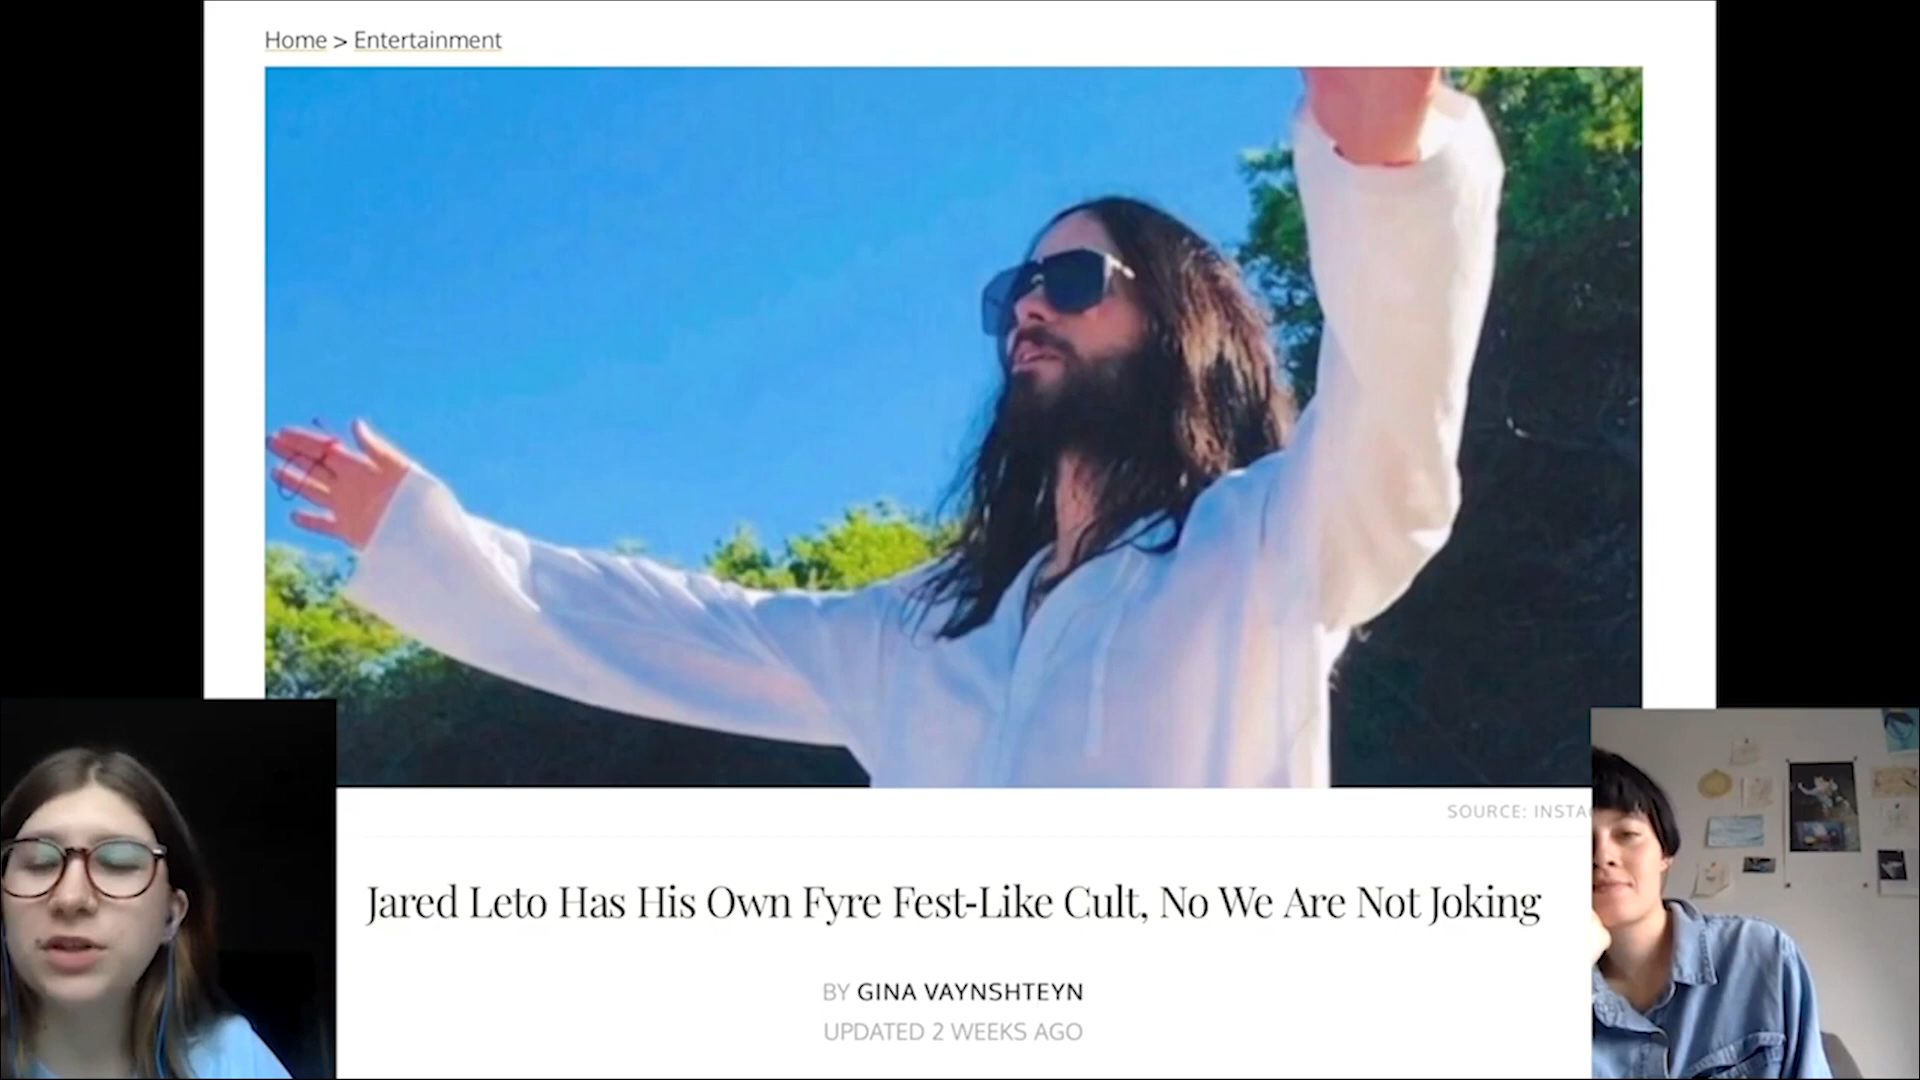 Home > Entertainment
SOURCE:
Jared Leto Has His Own Fyre Fest-Like Cult, No We Are Not Joking
BY GINA VAYNSHTEYN
UPDATED 2 WEEKS AGO